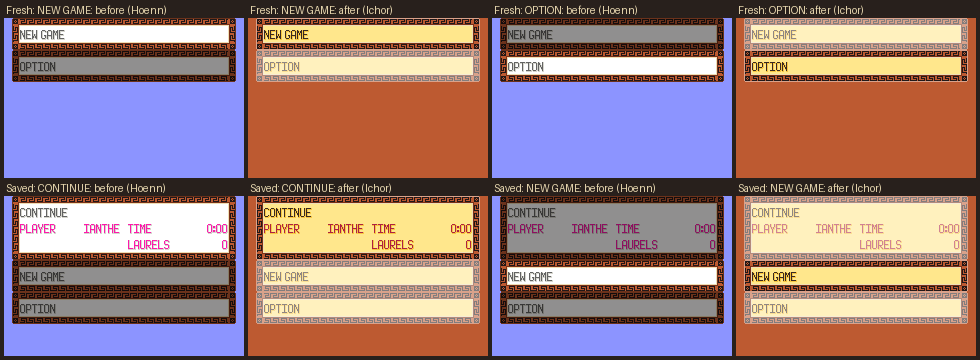 Fresh: NEW GAME: before (Hoenn)
NEW GAME
OPTION
Fresh: NEW GAME: after (Ichor)
NEW GAME
OPTION
Fresh: OPTION: before (Hoenn)
NEW GAME
OPTION
Fresh: OPTION: after (Ichor)
NEW GAME
OPTION
Saved: CONTINUE: before (Hoenn)
CONTINUE
PLAYER IANTHE TIME 0:00
LAURELS 0
NEW GAME
OPTION
Saved: CONTINUE: after (Ichor)
CONTINUE
PLAYER IANTHE TIME 0:00
LAURELS 0
NEW GAME
OPTION
Saved: NEW GAME: before (Hoenn)
CONTINUE
PLAYER IANTHE TIME 0:00
LAURELS 0
NEW GAME
OPTION
Saved: NEW GAME: after (Ichor)
CONTINUE
PLAYER IANTHE TIME 0:00
LAURELS 0
NEW GAME
OPTION